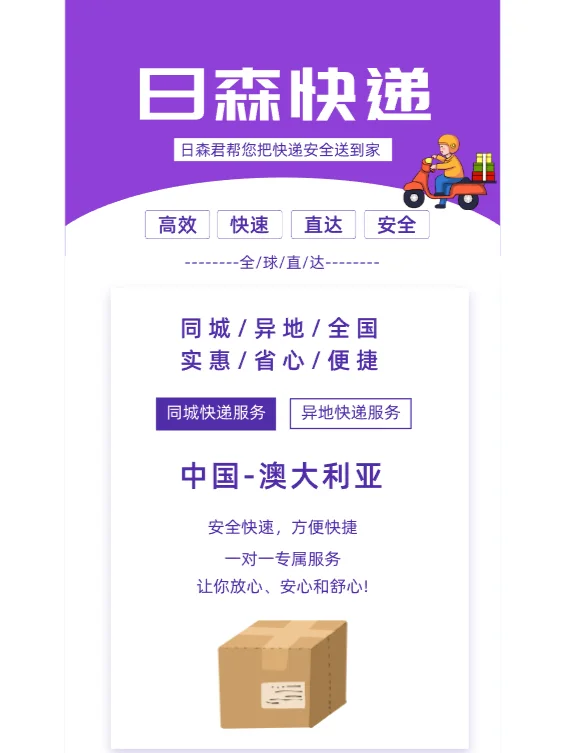 日森快递
日森君帮您把快递安全送到家
高效 快速 直达 安全
--------全/球/直/达--------
同城/异地/全国
实惠/省心/便捷
同城快递服务 异地快递服务
中国-澳大利亚
安全快速，方便快捷
一对一专属服务
让你放心、安心和舒心!